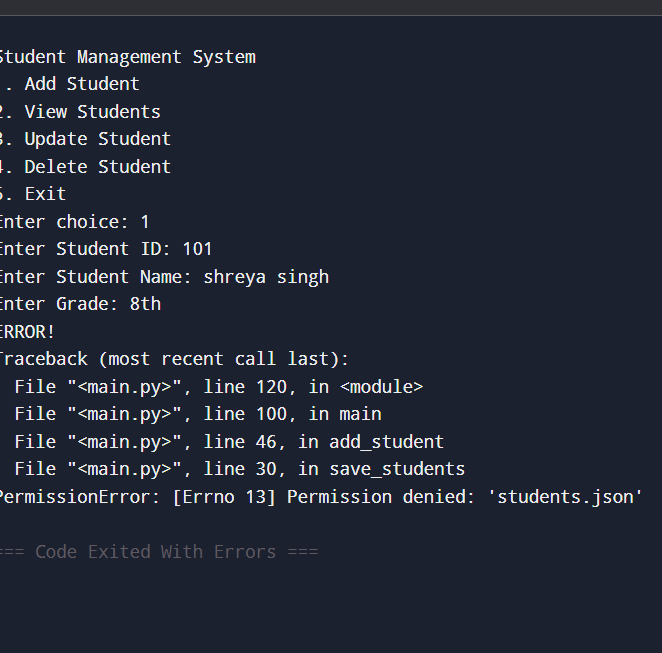 Student Management System
1. Add Student
2. View Students
3. Update Student
4. Delete Student
5. Exit
Enter choice: 1
Enter Student ID: 101
Enter Student Name: shreya singh
Enter Grade: 8th
ERROR!
Traceback (most recent call last):
  File "<main.py>", line 120, in <module>
  File "<main.py>", line 100, in main
  File "<main.py>", line 46, in add_student
  File "<main.py>", line 30, in save_students
PermissionError: [Errno 13] Permission denied: 'students.json'
=== Code Exited With Errors ===